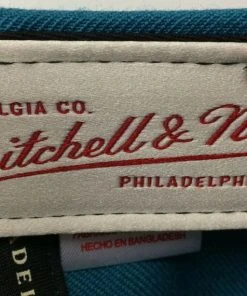 LGIA CO.
itchell & N
PHILADELPH
HECHO EN BANGLADESH